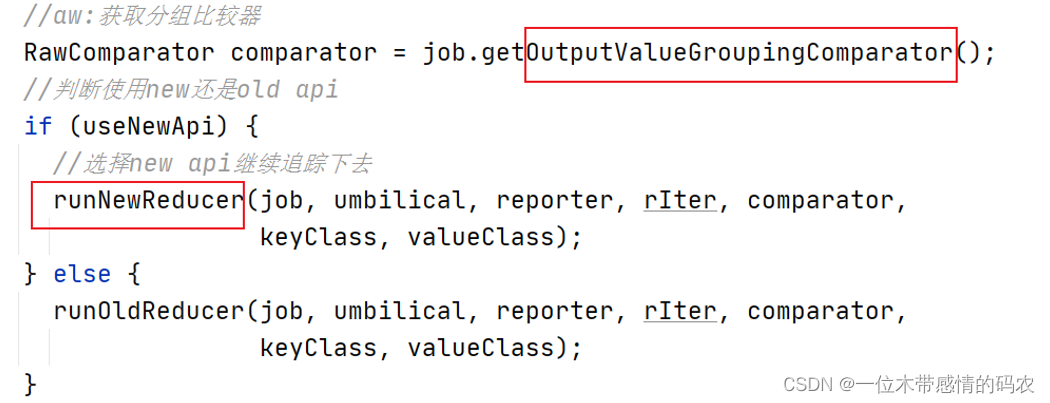 //aw:获取分组比较器
RawComparator comparator = job.getOutputValueGroupingComparator();
//判断使用new还是old api
if (useNewApi) {
//选择new api继续追踪下去
runNewReducer(job, umbilical, reporter, rIter, comparator,
keyClass, valueClass);
} else {
runOldReducer(job, umbilical, reporter, rIter, comparator,
keyClass, valueClass);
}
CSDN @一位木带感情的码农